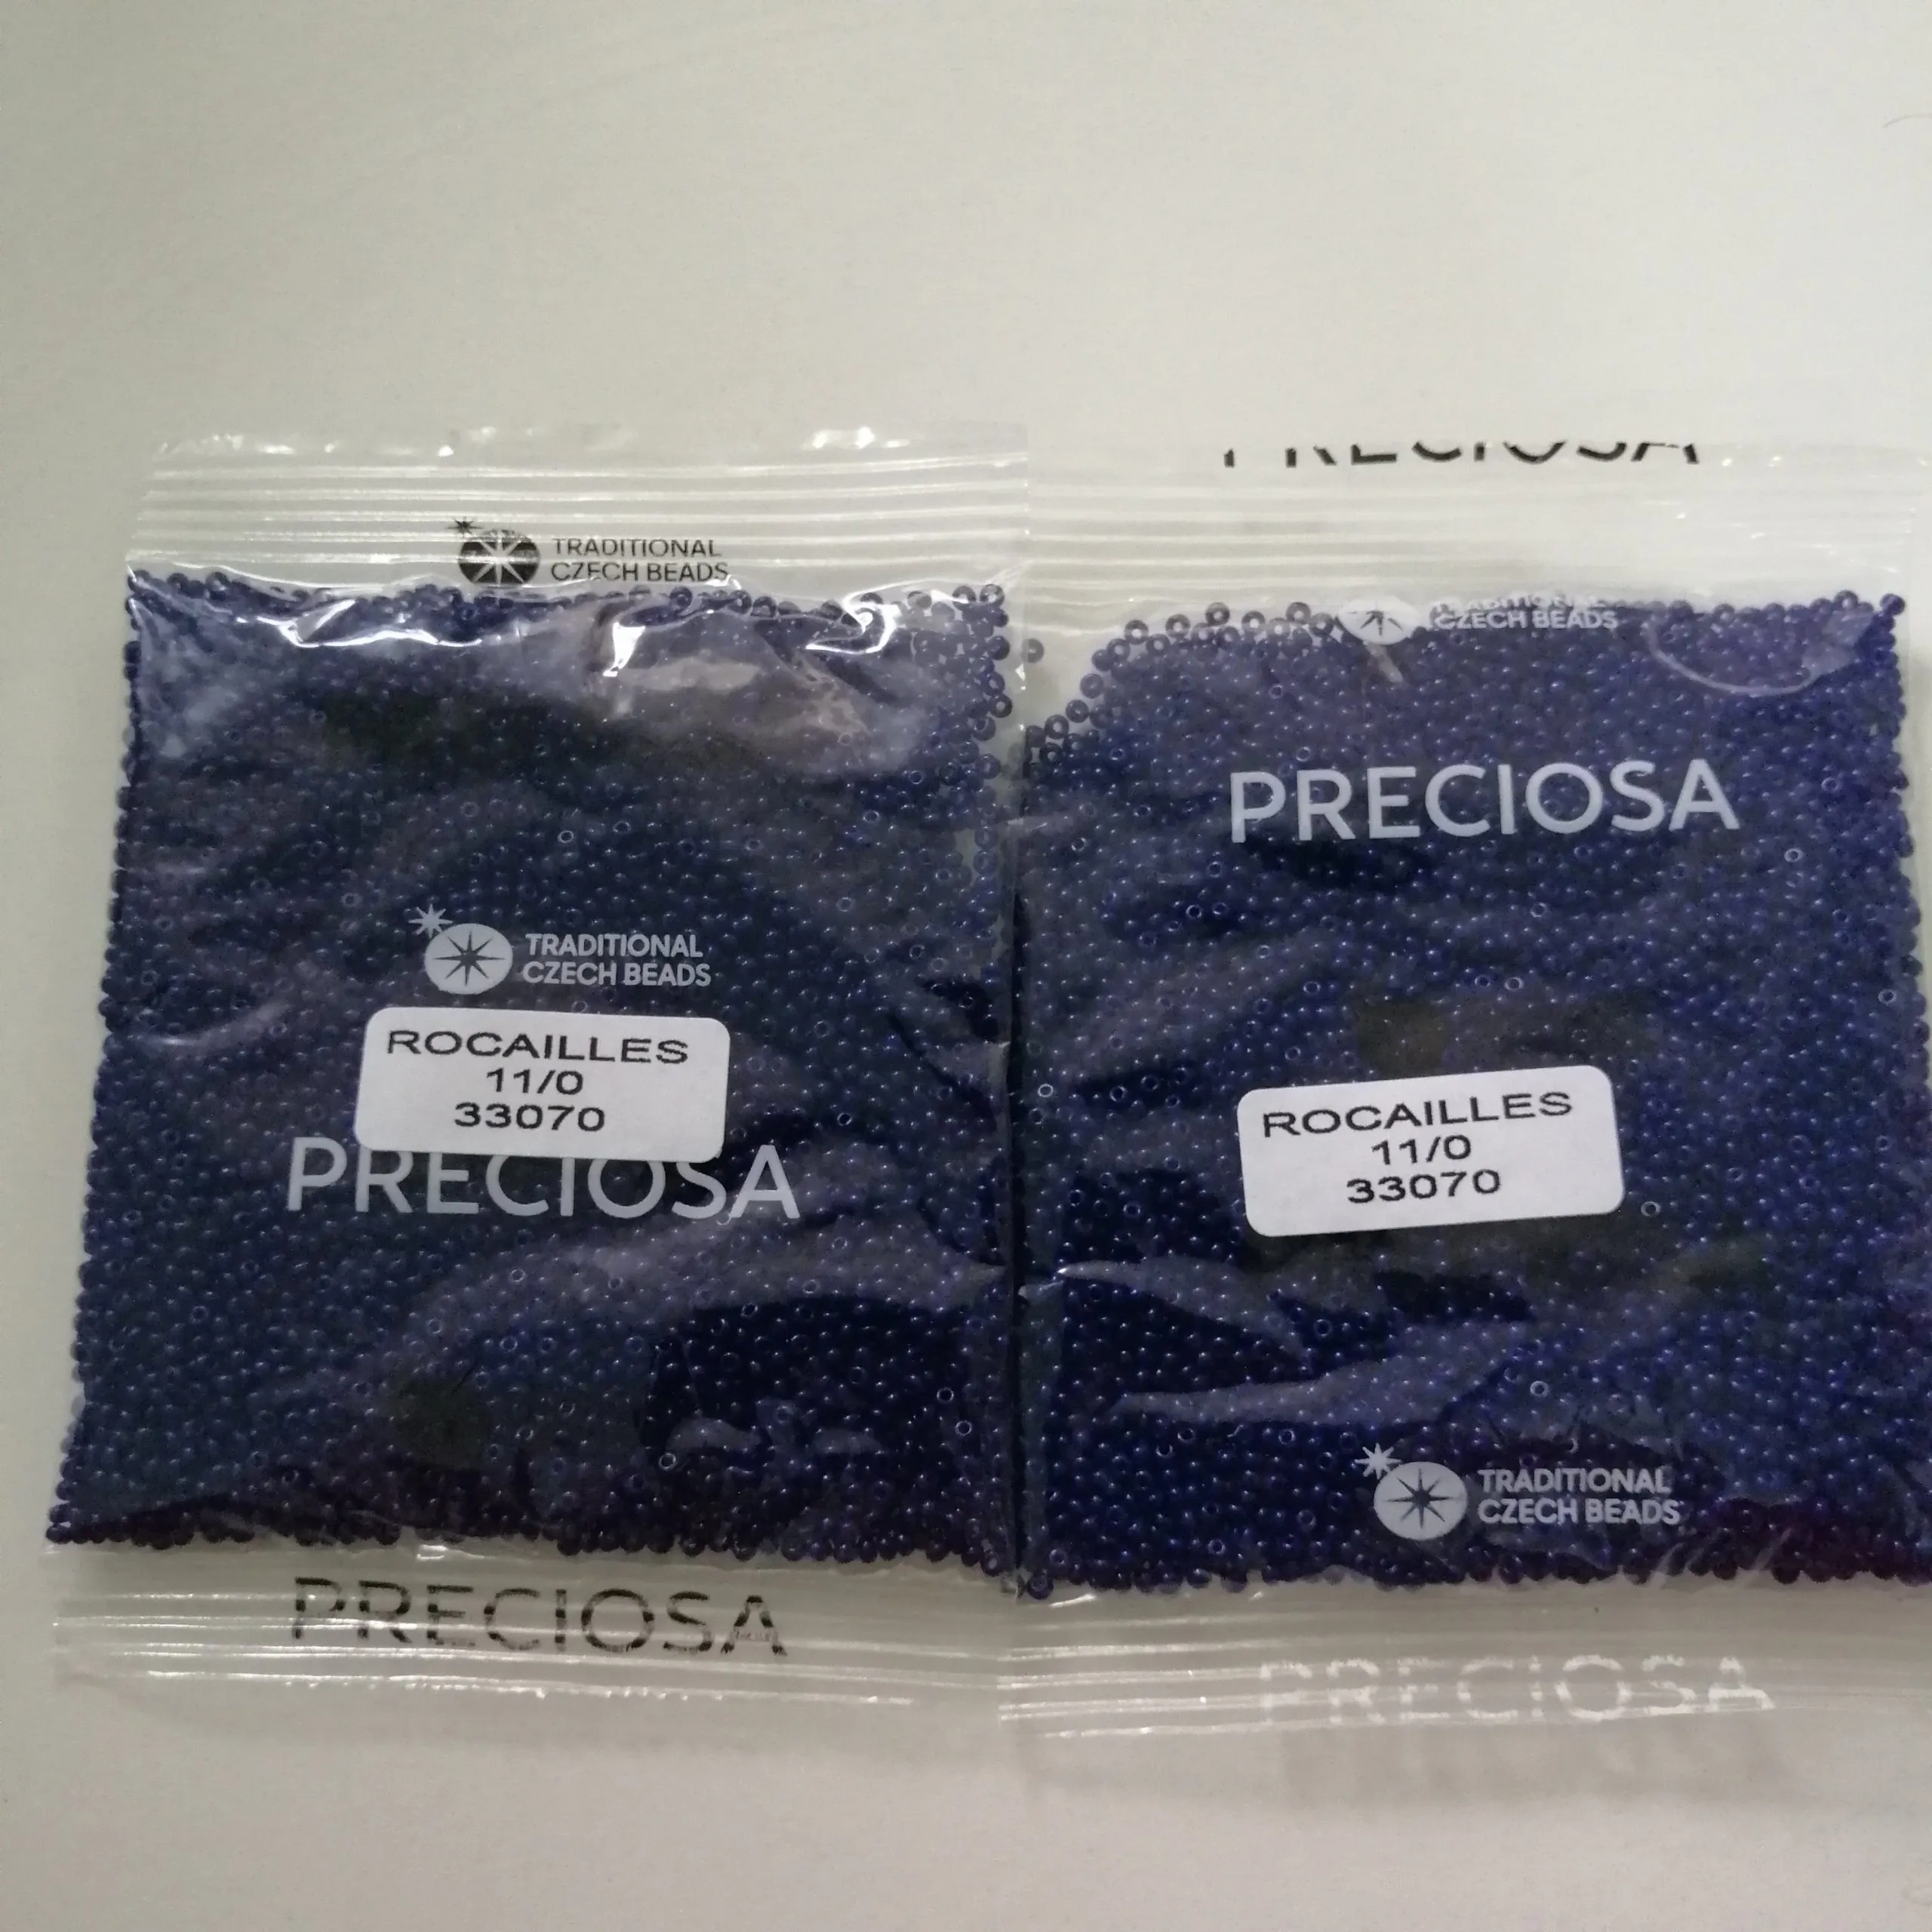 TRADITIONAL
CZECH BEADS
TRADITIONAL
CZECH BEADS
ROCAILLES
11/0
33070
PRECIOSA
PRECIOSA
PRECIOSA
TRADITIONAL
CZECH BEADS
PRECIOSA
ROCAILLES
11/0
33070
TRADITIONAL
CZECH BEADS
PRECIOSA